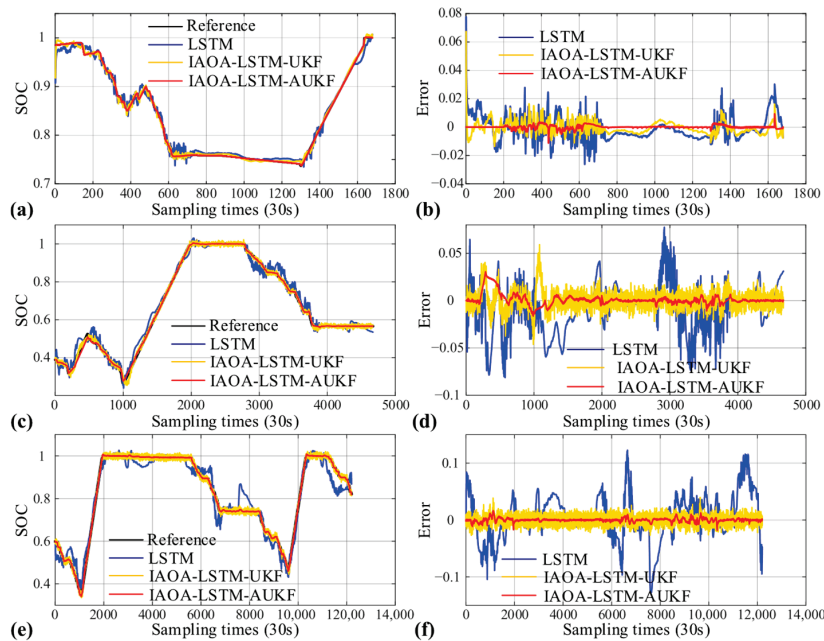 Reference
LSTM
IAOA-LSTM-UKF
IAOA-LSTM-AUKF
SOC
1
0.9
0.8
0.7
0 200 400 600 800 1000 1200 1400 1600 1800
(a) Sampling times (30s)
LSTM
IAOA-LSTM-UKF
IAOA-LSTM-AUKF
Error
0.08
0.06
0.04
0.02
0
−0.02
−0.04
0 200 400 600 800 1000 1200 1400 1600 1800
(b) Sampling times (30s)
SOC
1
0.8
0.6
0.4
Reference
LSTM
IAOA-LSTM-UKF
IAOA-LSTM-AUKF
0 1000 2000 3000 4000 5000
(c) Sampling times (30s)
Error
0.05
0
−0.05
−0.1
LSTM
IAOA-LSTM-UKF
IAOA-LSTM-AUKF
0 1000 2000 3000 4000 5000
(d) Sampling times (30s)
SOC
1
0.8
0.6
0.4
Reference
LSTM
IAOA-LSTM-UKF
IAOA-LSTM-AUKF
0 2000 4000 6000 8000 10,000 12,000 14,000
(e) Sampling times (30s)
Error
0.1
0
−0.1
LSTM
IAOA-LSTM-UKF
IAOA-LSTM-AUKF
0 2000 4000 6000 8000 10,000 12,000 14,000
(f) Sampling times (30s)